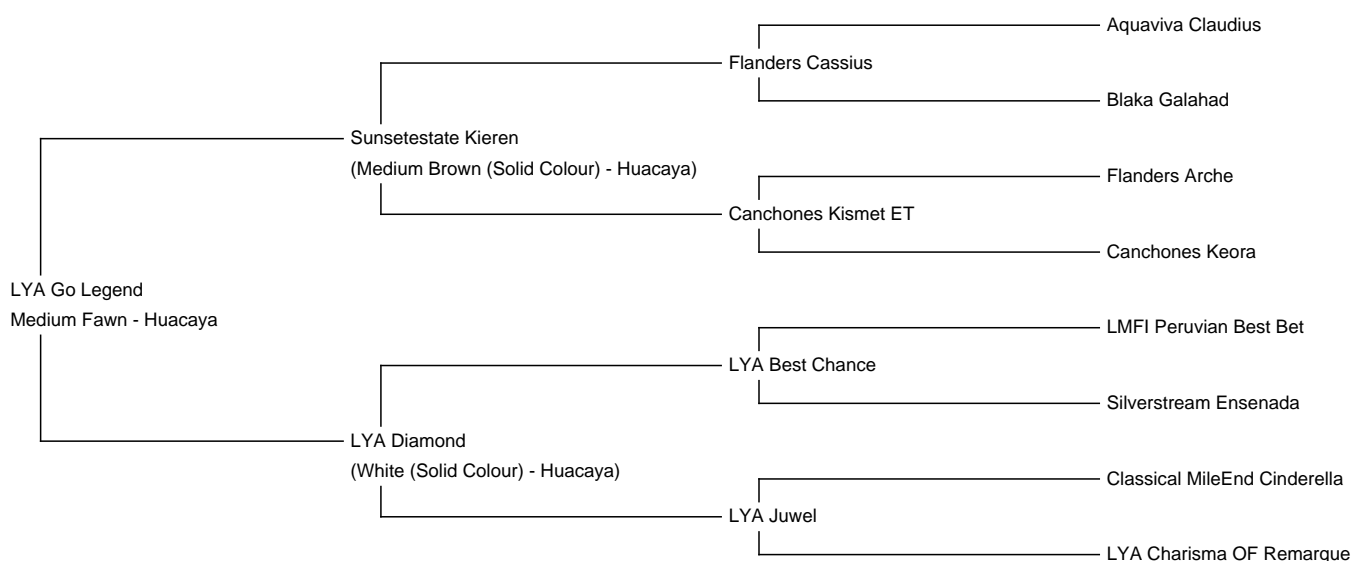 Aquaviva Claudius
Flanders Cassius
Blaka Galahad
Sunsetestate Kieren
(Medium Brown (Solid Colour) - Huacaya)
Flanders Arche
Canchones Kismet ET
Canchones Keora
LYA Go Legend
Medium Fawn - Huacaya
LMFI Peruvian Best Bet
LYA Best Chance
Silverstream Ensenada
LYA Diamond
(White (Solid Colour) - Huacaya)
Classical MileEnd Cinderella
LYA Juwel
LYA Charisma OF Remarque